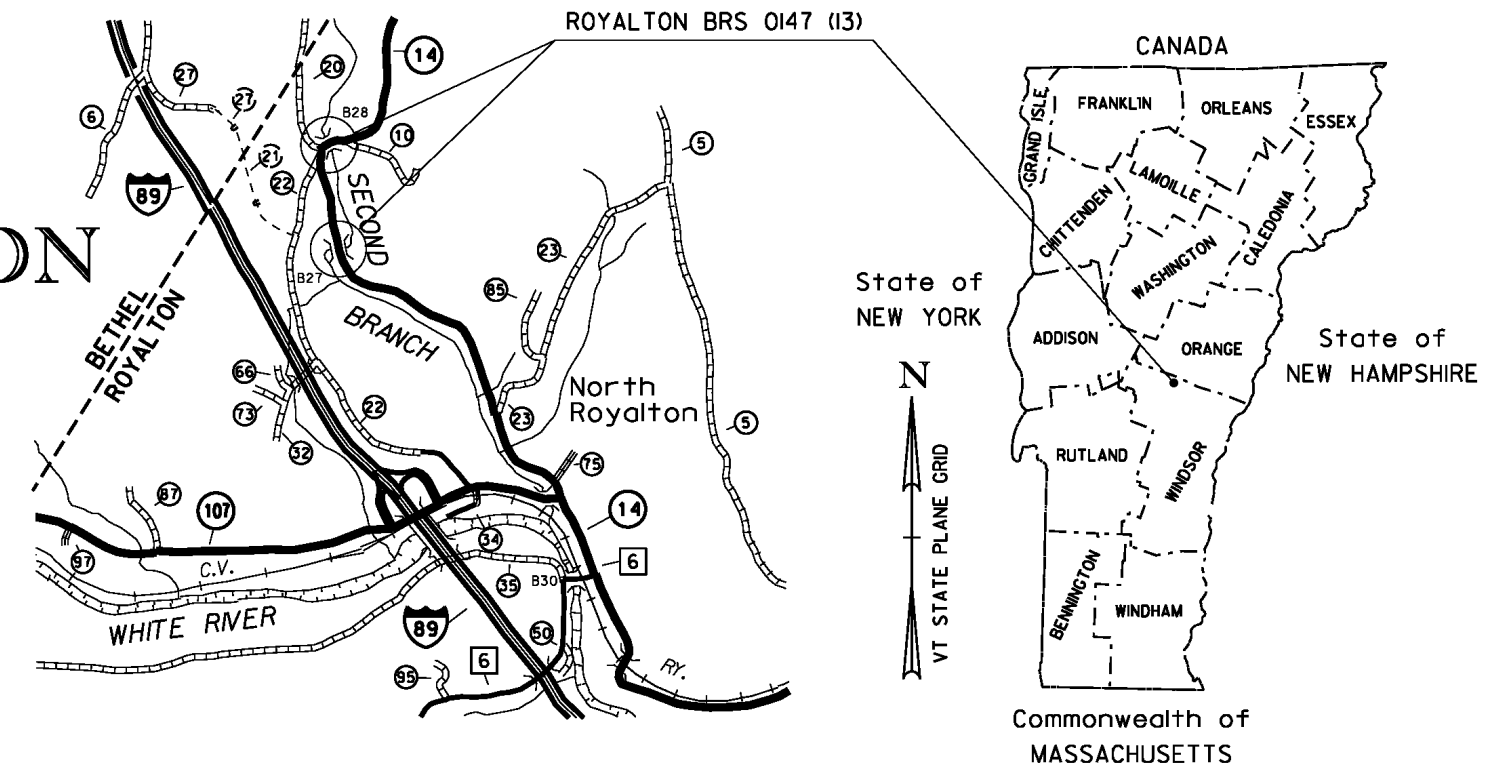 ROYALTON BRS 0147 (13)
14
20
27
27
6
B28
10
21
22
89
SECOND
5
ON
B27
23
85
BETHEL
ROYALTON
BRANCH
66
73
22
North
Royalton
23
5
32
75
87
107
14
34
97
C.V.
35
B30
6
WHITE RIVER
89
50
6
95
RY.
CANADA
GRAND ISLE
FRANKLIN
ORLEANS
ESSEX
LAMOILLE
CHITTENDEN
CALEDONIA
WASHINGTON
State of
NEW YORK
ADDISON
ORANGE
State of
NEW HAMPSHIRE
N
VT STATE PLANE GRID
RUTLAND
WINDSOR
BENNINGTON
WINDHAM
Commonwealth of
MASSACHUSETTS